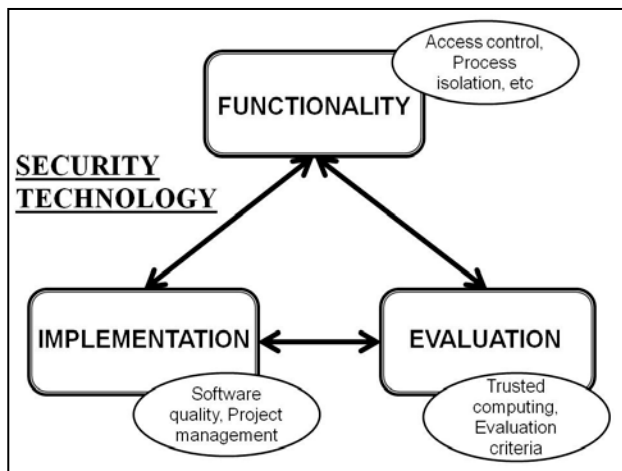 Access control,
Process
isolation, etc
FUNCTIONALITY
SECURITY
TECHNOLOGY
IMPLEMENTATION
EVALUATION
Software
quality, Project
management
Trusted
computing,
Evaluation
criteria